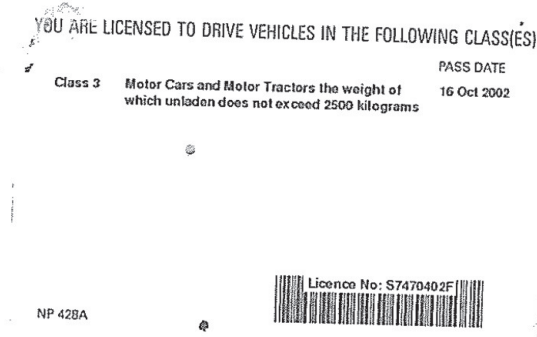 YOU ARE LICENSED TO DRIVE VEHICLES IN THE FOLLOWING CLASS(ES)
PASS DATE
Class 3 Motor Cars and Motor Tractors the weight of which unladen does not exceed 2500 kilograms 16 Oct 2002
Licence No: S7470402F
NP 428A